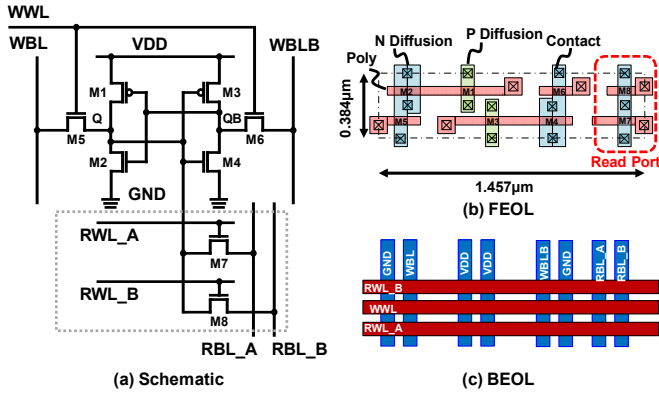 WWL
WBL
VDD
WBLB
M1
M3
Q
QB
M5
M6
M2
M4
GND
RWL_A
M7
RWL_B
M8
RBL_A RBL_B
(a) Schematic
N Diffusion
P Diffusion
Contact
Poly
M2
M1
M6
M8
M5
M3
M4
M7
0.384μm
Read Port
1.457μm
(b) FEOL
GND
WBL
VDD
VDD
WBLB
GND
RBL_A
RBL_B
RWL_B
WWL
RWL_A
(c) BEOL